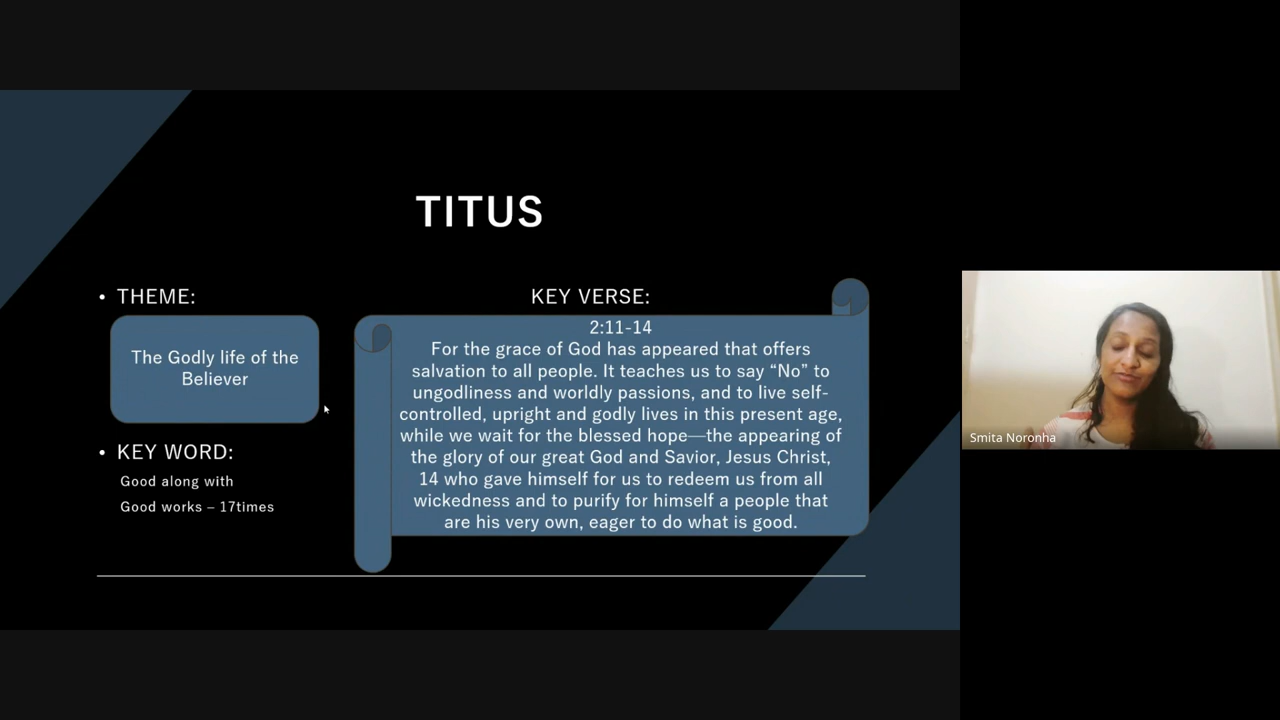 TITUS
• THEME:
The Godly life of the
Believer
• KEY WORD:
Good along with
Good works – 17times
KEY VERSE:
2:11-14
For the grace of God has appeared that offers
salvation to all people. It teaches us to say “No” to
ungodliness and worldly passions, and to live self-
controlled, upright and godly lives in this present age,
while we wait for the blessed hope—the appearing of
the glory of our great God and Savior, Jesus Christ,
14 who gave himself for us to redeem us from all
wickedness and to purify for himself a people that
are his very own, eager to do what is good.
Smita Noronha